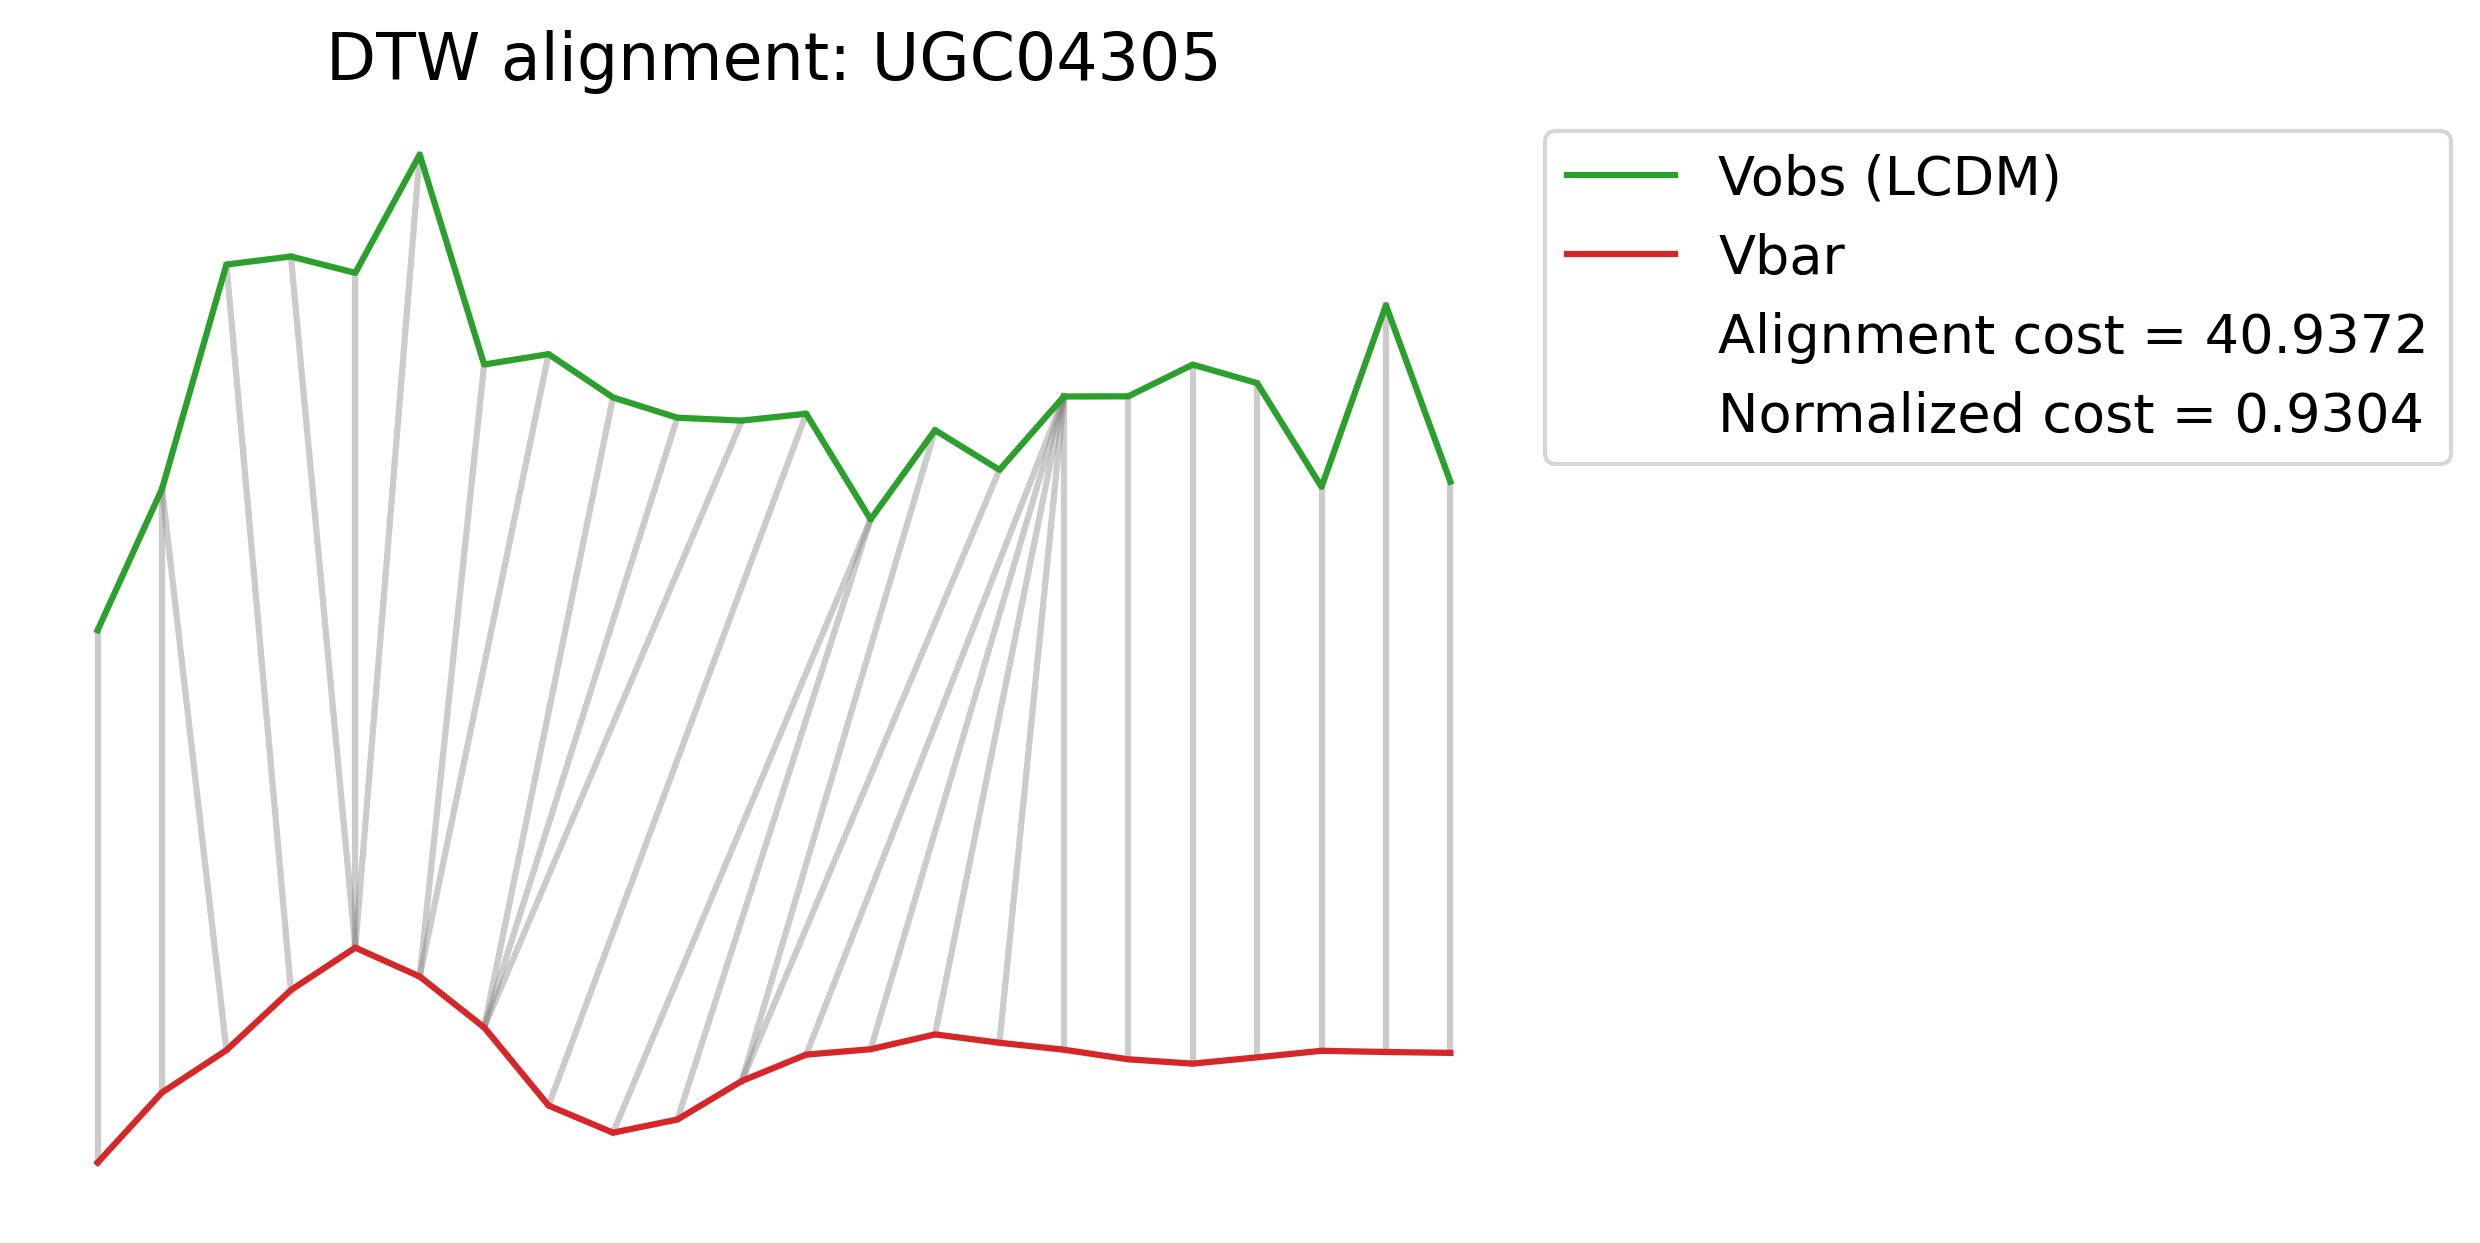 DTW alignment: UGC04305
Vobs (LCDM)
Vbar
Alignment cost = 40.9372
Normalized cost = 0.9304